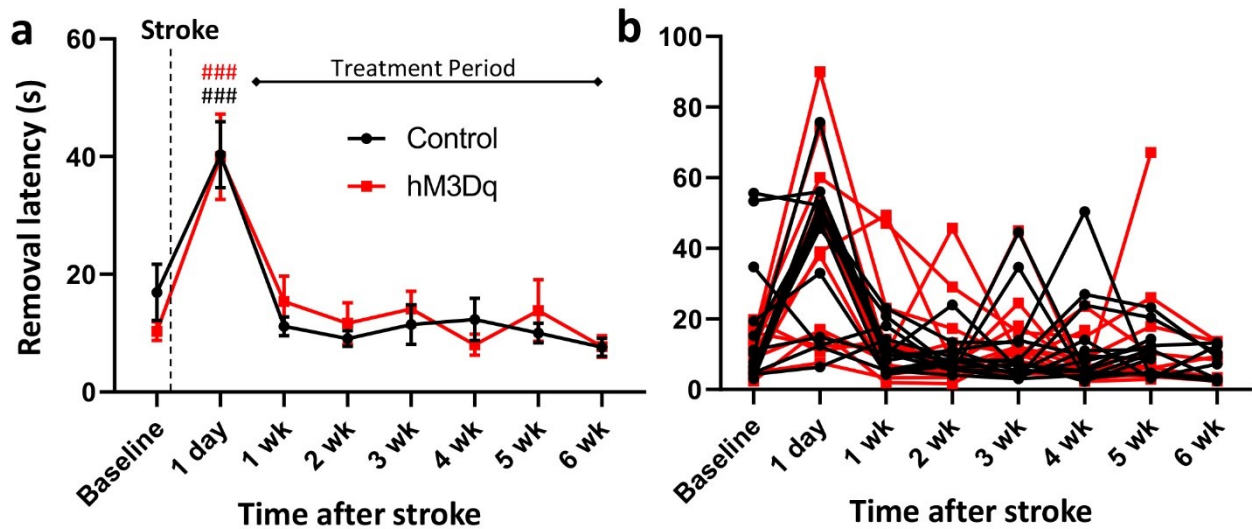 a
Stroke
b
Removal latency (s)
60
40
20
0
###
###
Treatment Period
Control
hM3Dq
Baseline
1 day
1 wk
2 wk
3 wk
4 wk
5 wk
6 wk
Time after stroke
100
80
60
40
20
0
Baseline
1 day
1 wk
2 wk
3 wk
4 wk
5 wk
6 wk
Time after stroke